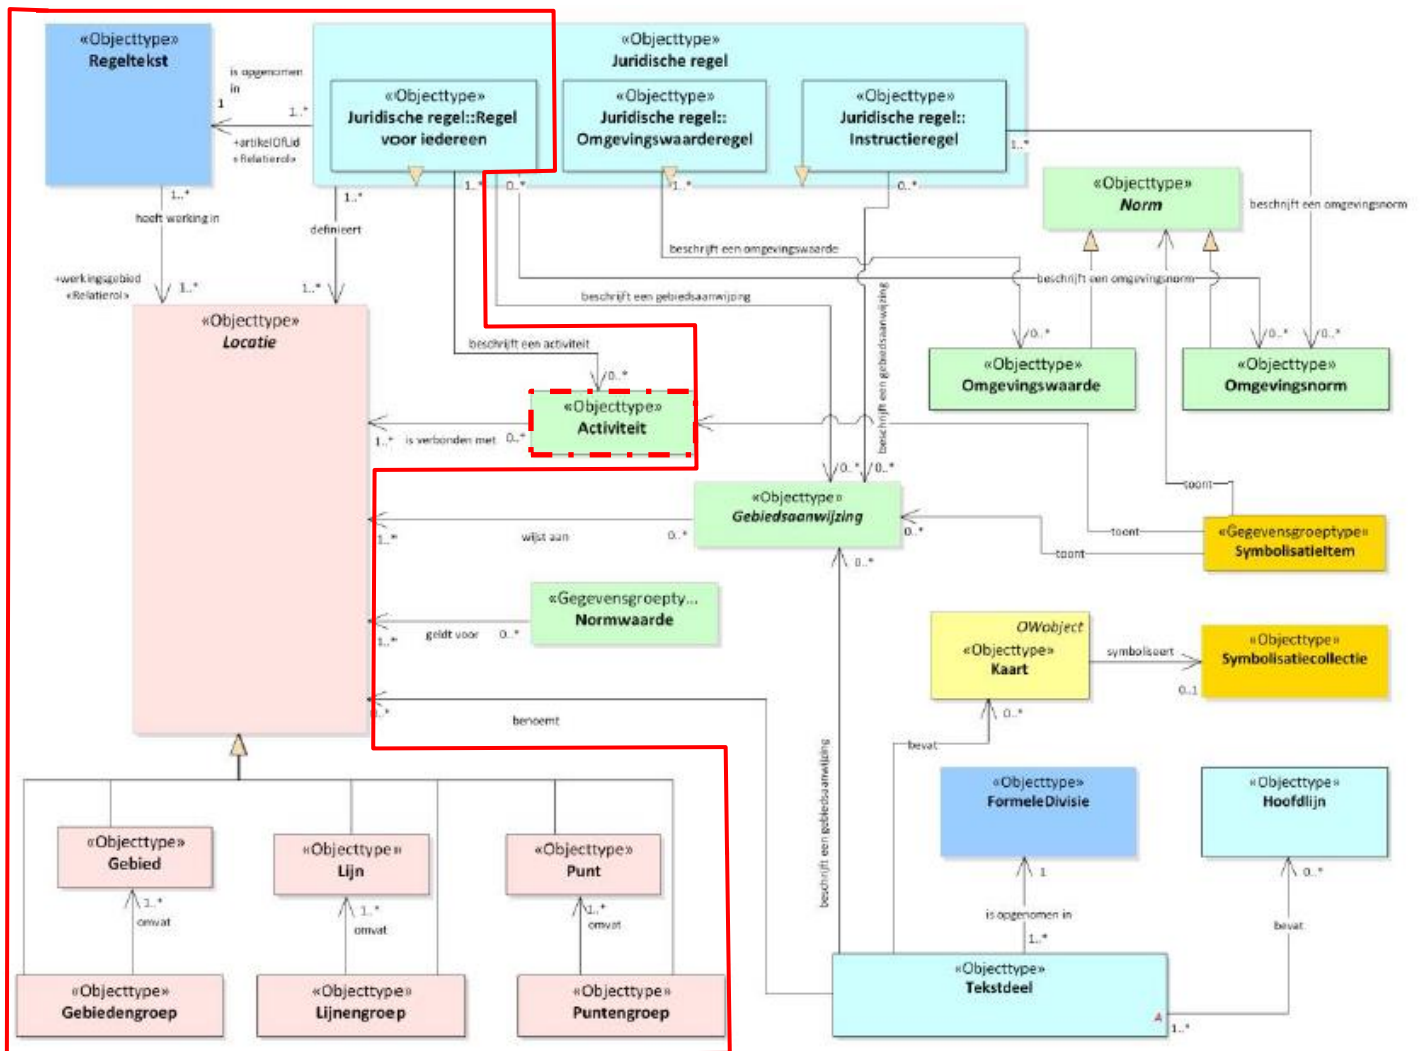 «Objecttype»
Regeltekst
«Objecttype»
Juridische regel
is opgenomen
in
1
1..*
+artikelOfLid
«Relatierol»
«Objecttype»
Juridische regel::Regel
voor iedereen
«Objecttype»
Juridische regel::
Omgevingswaarderegel
«Objecttype»
Juridische regel::
Instructieregel
1..*
1..*
1..*
0..*
1..*
0..*
1..*
heeft werking in
definieert
«Objecttype»
Norm
beschrijft een omgevingsnorm
beschrijft een omgevingswaarde
+werkingsgebied
«Relatierol»
1..*
1..*
beschrijft een gebiedsaanwijzing
beschrijft een omgevingsnorm
beschrijft een gebiedsaanwijzing
«Objecttype»
Locatie
beschrijft een activiteit
0..*
0..*
0..*
0..*
«Objecttype»
Omgevingswaarde
«Objecttype»
Omgevingsnorm
«Objecttype»
Activiteit
1..*
is verbonden met
0..*
0..*
0..*
toont
«Objecttype»
Gebiedsaanwijzing
1..*
wijst aan
0..*
0..*
toont
toont
«Gegevensgroeptype»
SymbolisatieItem
0..*
«Gegevensgroepty...
Normwaarde
1..*
geldt voor
0..*
OWobject
«Objecttype»
Kaart
symboliseert
0..1
«Objecttype»
Symbolisatiecollectie
0..*
benoemt
0..*
bevat
beschrijft een gebiedsaanwijzing
«Objecttype»
FormeleDivisie
«Objecttype»
Hoofdlijn
«Objecttype»
Gebied
«Objecttype»
Lijn
«Objecttype»
Punt
1
0..*
1..*
omvat
1..*
omvat
1..*
omvat
is opgenomen in
1..*
bevat
«Objecttype»
Gebiedengroep
«Objecttype»
Lijnengroep
«Objecttype»
Puntengroep
«Objecttype»
Tekstdeel
A
1..*